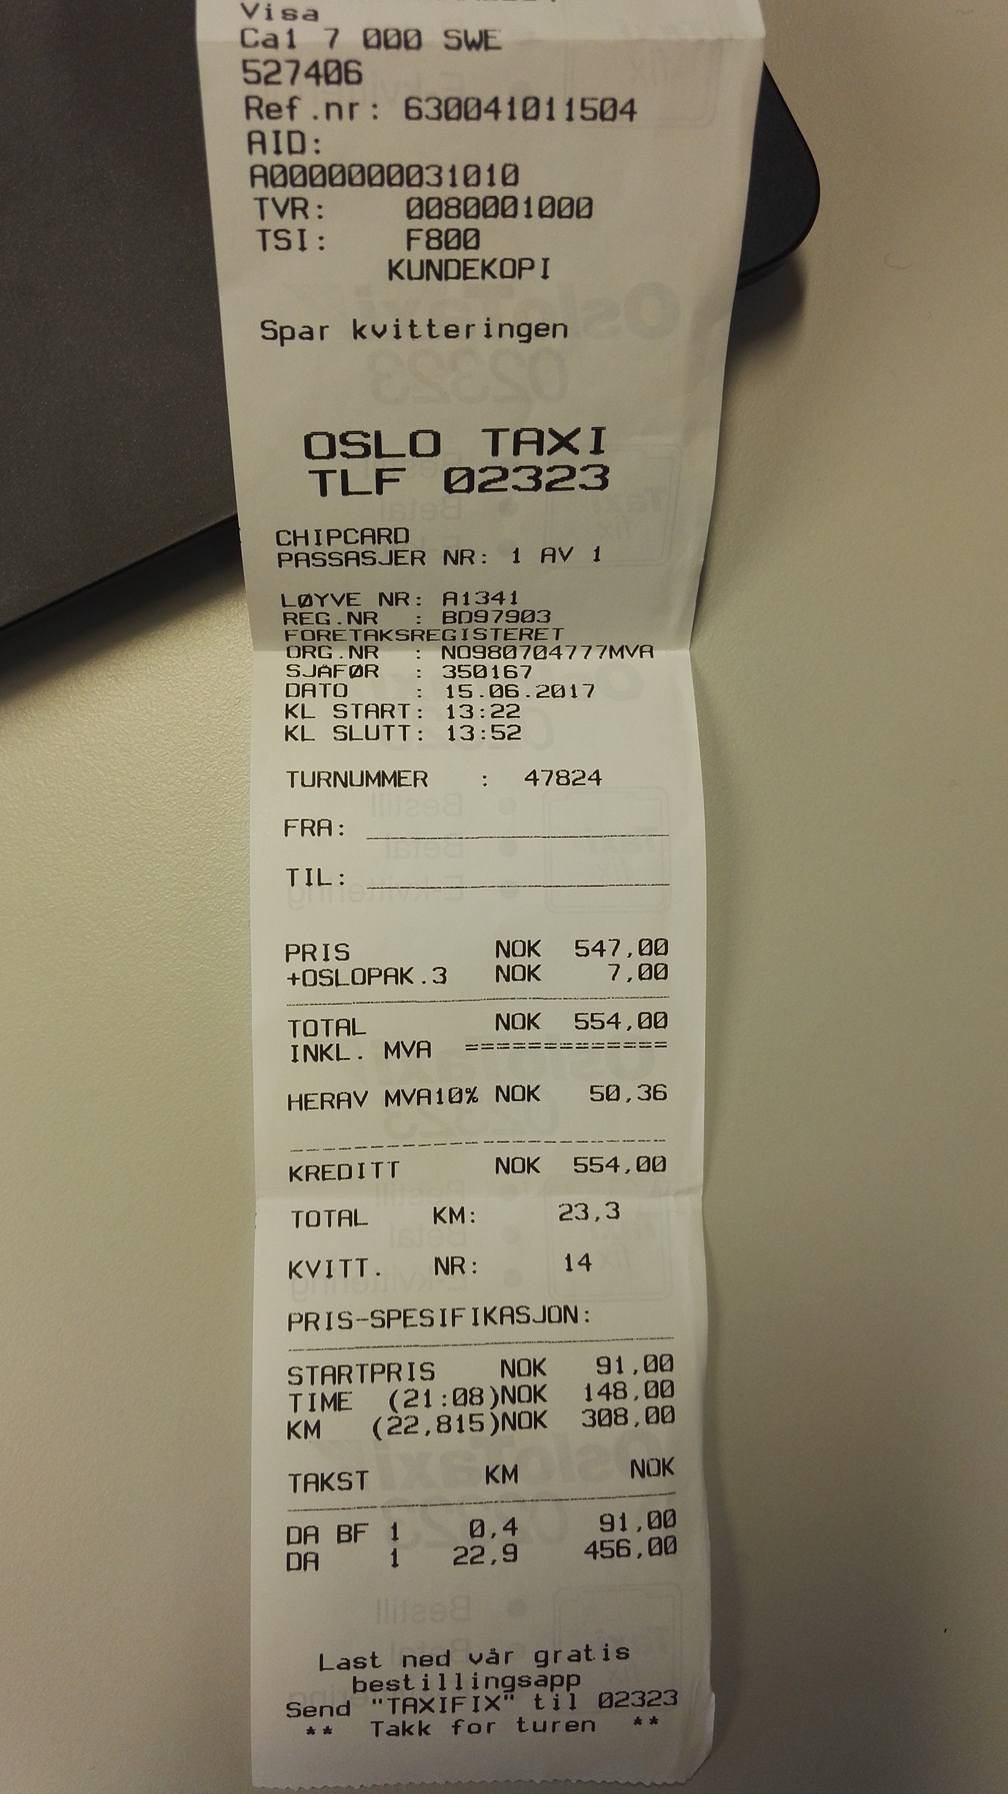 Visa
Ca1 7 000 SWE
527406
Ref.nr: 630041011504
AID:
A0000000031010
TVR: 0080001000
TSI: F800
KUNDEKOPI
Spar kvitteringen
OSLO TAXI
TLF 02323
CHIPCARD
PASSASJER NR: 1 AV 1
LØYVE NR: A1341
REG.NR : BD97903
FORETAKSREGISTERET
ORG.NR : NO980704777MVA
SJAFØR : 350167
DATO : 15.06.2017
KL START: 13:22
KL SLUTT: 13:52
TURNUMMER : 47824
FRA:
TIL:
PRIS NOK 547,00
+OSLOPAK.3 NOK 7,00
TOTAL NOK 554,00
INKL. MVA =============
HERAV MVA10% NOK 50,36
KREDITT NOK 554,00
TOTAL KM: 23,3
KVITT. NR: 14
PRIS-SPESIFIKASJON:
STARTPRIS NOK 91,00
TIME (21:08)NOK 148,00
KM (22,815)NOK 308,00
TAKST KM NOK
DA BF 1 0,4 91,00
DA 1 22,9 456,00
Last ned vår gratis
bestillingsapp
Send "TAXIFIX" til 02323
** Takk for turen **